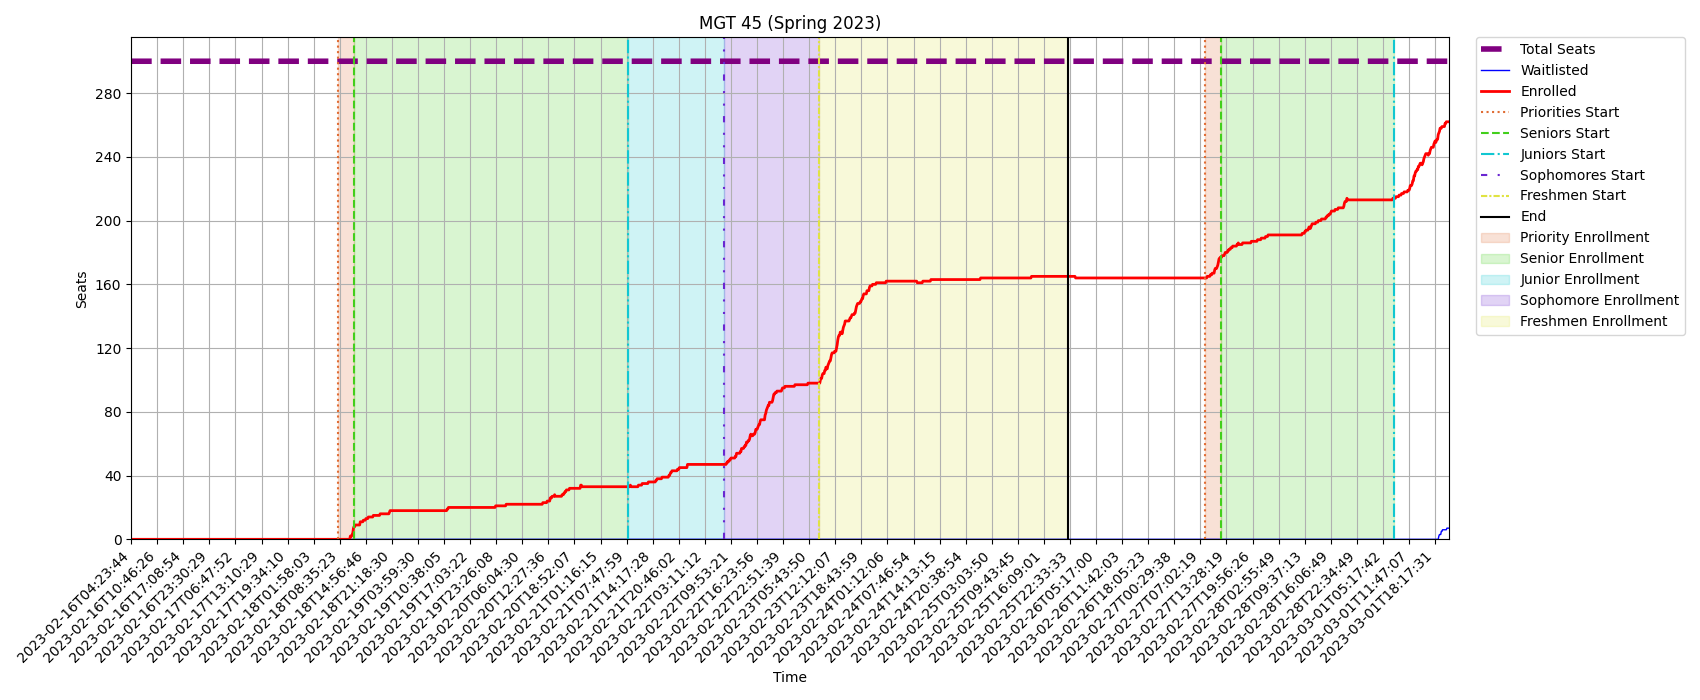 MGT 45 (Spring 2023)
Seats
280
240
200
160
120
80
40
0
2023-02-16T04:23:44
2023-02-16T10:46:26
2023-02-16T17:08:54
2023-02-16T23:30:29
2023-02-17T06:47:52
2023-02-17T13:10:29
2023-02-17T19:34:10
2023-02-18T01:58:03
2023-02-18T08:35:23
2023-02-18T14:56:46
2023-02-18T21:18:30
2023-02-19T03:59:30
2023-02-19T10:38:05
2023-02-19T17:03:22
2023-02-19T23:26:08
2023-02-20T06:04:30
2023-02-20T12:27:36
2023-02-20T18:52:07
2023-02-21T01:16:15
2023-02-21T07:47:59
2023-02-21T14:17:28
2023-02-21T20:46:02
2023-02-22T03:11:12
2023-02-22T09:53:21
2023-02-22T16:23:56
2023-02-22T22:51:39
2023-02-23T05:43:50
2023-02-23T12:12:07
2023-02-23T18:43:59
2023-02-24T01:12:06
2023-02-24T07:46:54
2023-02-24T14:13:15
2023-02-24T20:38:54
2023-02-25T03:03:50
2023-02-25T09:43:45
2023-02-25T16:09:01
2023-02-25T22:33:33
2023-02-26T05:17:00
2023-02-26T11:42:03
2023-02-26T18:05:23
2023-02-27T00:29:38
2023-02-27T07:02:19
2023-02-27T13:28:19
2023-02-27T19:56:26
2023-02-28T02:55:49
2023-02-28T09:37:13
2023-02-28T16:06:49
2023-02-28T22:34:49
2023-03-01T05:17:42
2023-03-01T11:47:07
2023-03-01T18:17:31
Time
Total Seats
Waitlisted
Enrolled
Priorities Start
Seniors Start
Juniors Start
Sophomores Start
Freshmen Start
End
Priority Enrollment
Senior Enrollment
Junior Enrollment
Sophomore Enrollment
Freshmen Enrollment